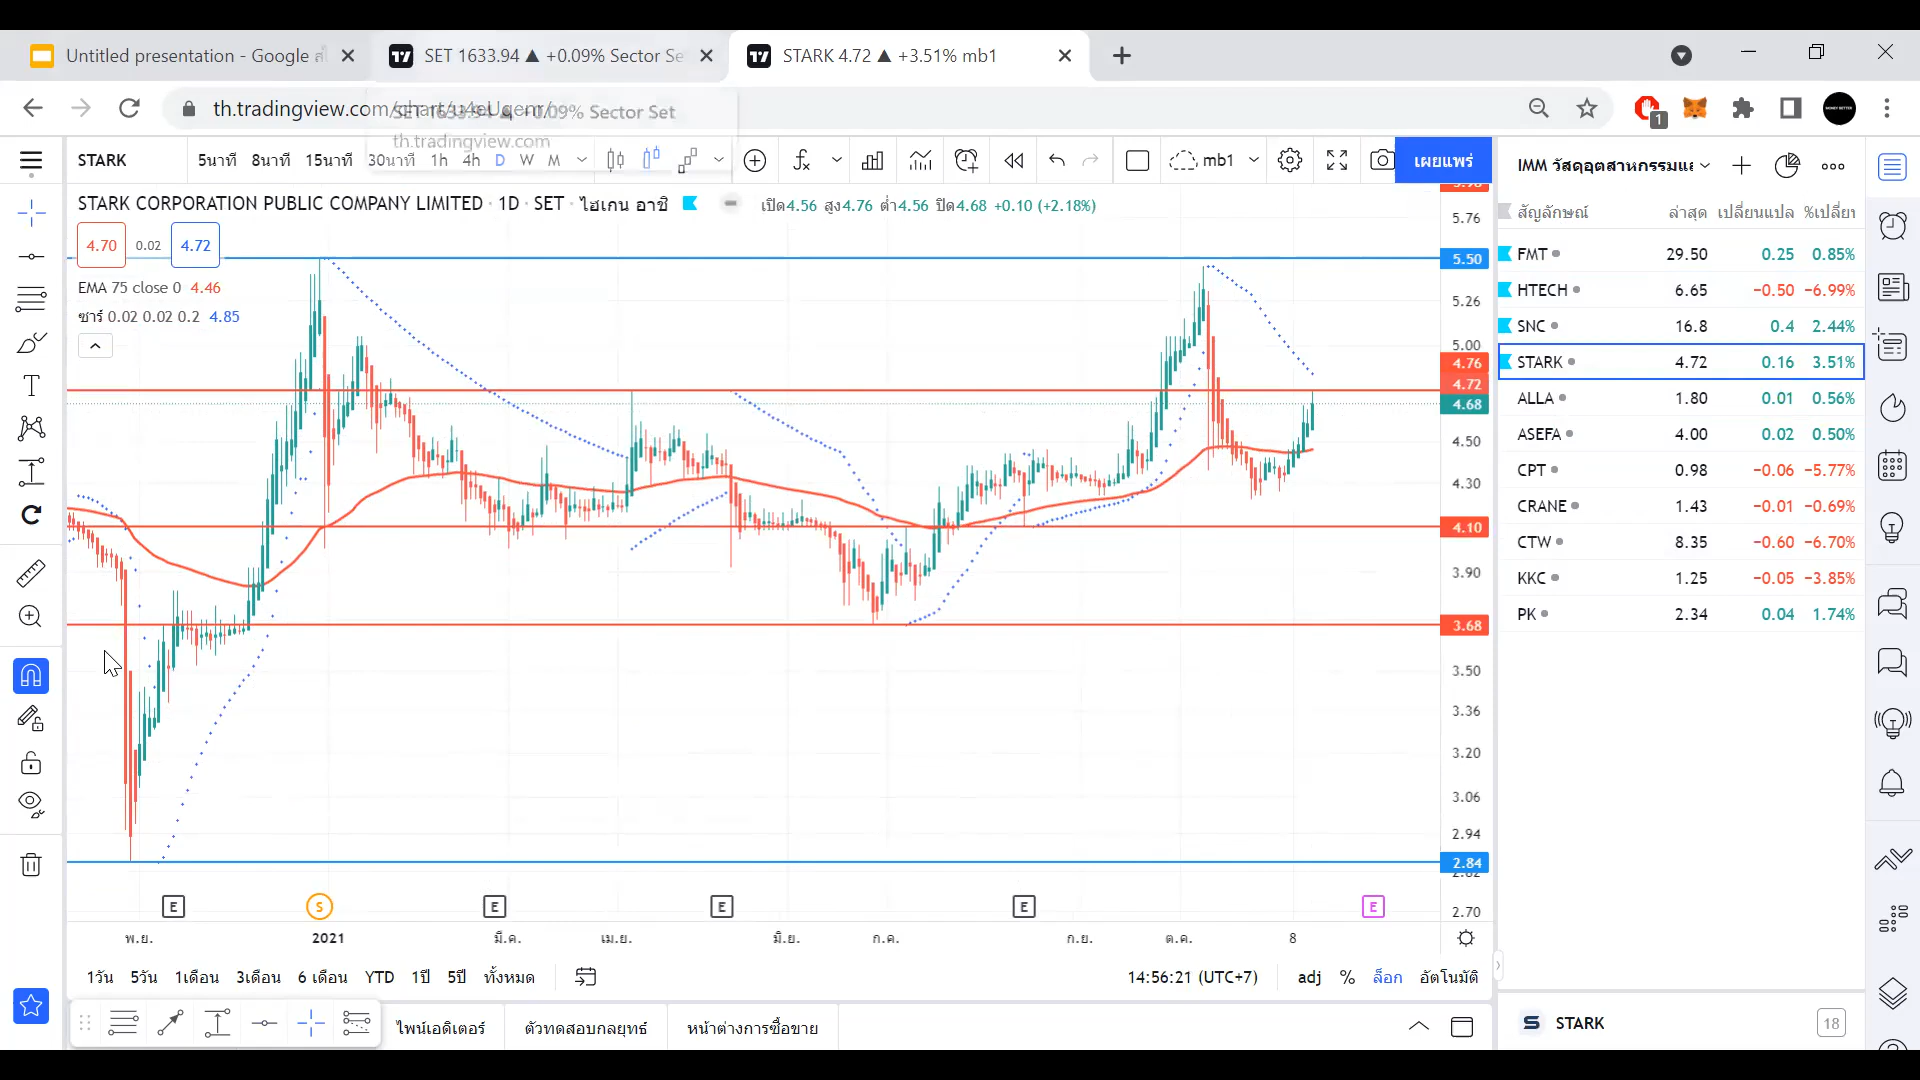 Untitled presentation - Google ส
SET 1633.94 ▲ +0.09% Sector Se
STARK 4.72 ▲ +3.51% mb1
th.tradingview.com
SET 1633.94 ▲ +0.09% Sector Set
th.tradingview.com
1
STARK
5นาที 8นาที 15นาที 30นาที 1h 4h D W M
mb1
เผยแพร่
IMM วัสดุอุตสาหกรรมแล
STARK CORPORATION PUBLIC COMPANY LIMITED · 1D · SET · ไฮเกน อาชิ
เปิด4.56 สูง4.76 ต่ำ4.56 ปิด4.68 +0.10 (+2.18%)
4.70 0.02 4.72
EMA 75 close 0 4.46
ซาร์ 0.02 0.02 0.2 4.85
5.98
5.76
5.50
5.26
5.00
4.76
4.72
4.68
4.50
4.30
4.10
3.90
3.68
3.50
3.36
3.20
3.06
2.94
2.84
2.82
2.70
สัญลักษณ์ ล่าสุด เปลี่ยนแปล %เปลี่ยน
FMT 29.50 0.25 0.85%
HTECH 6.65 −0.50 −6.99%
SNC 16.8 0.4 2.44%
STARK 4.72 0.16 3.51%
ALLA 1.80 0.01 0.56%
ASEFA 4.00 0.02 0.50%
CPT 0.98 −0.06 −5.77%
CRANE 1.43 −0.01 −0.69%
CTW 8.35 −0.60 −6.70%
KKC 1.25 −0.05 −3.85%
PK 2.34 0.04 1.74%
E S E E E E
พ.ย. 2021 มี.ค. เม.ย. มิ.ย. ก.ค. ก.ย. ต.ค. 8
1วัน 5วัน 1เดือน 3เดือน 6 เดือน YTD 1ปี 5ปี ทั้งหมด
14:56:21 (UTC+7) adj % ล็อก อัตโนมัติ
ไพน์เอดิเตอร์ ตัวทดสอบกลยุทธ์ หน้าต่างการซื้อขาย
STARK 18